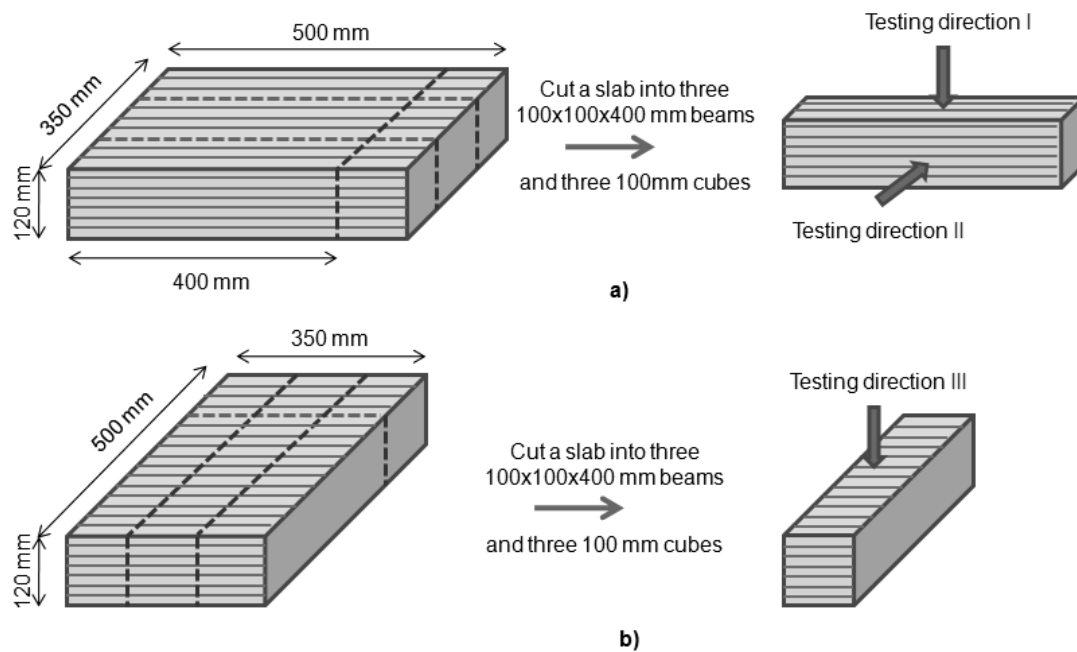 500 mm
350 mm
120 mm
400 mm
Cut a slab into three
100x100x400 mm beams
and three 100mm cubes
Testing direction I
Testing direction II
a)
350 mm
500 mm
120 mm
Cut a slab into three
100x100x400 mm beams
and three 100 mm cubes
Testing direction III
b)